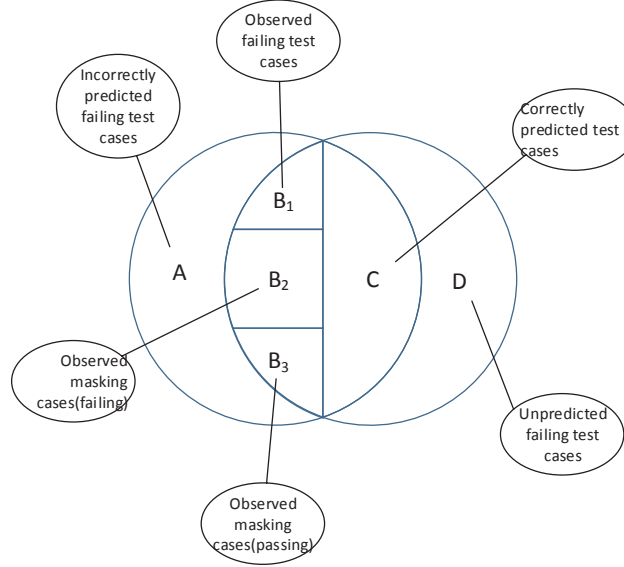 Observed
failing test
cases
Incorrectly
predicted
failing test
cases
Correctly
predicted test
cases
B₁
A
B₂
C
D
B₃
Observed
masking
cases(failing)
Unpredicted
failing test
cases
Observed
masking
cases(passing)